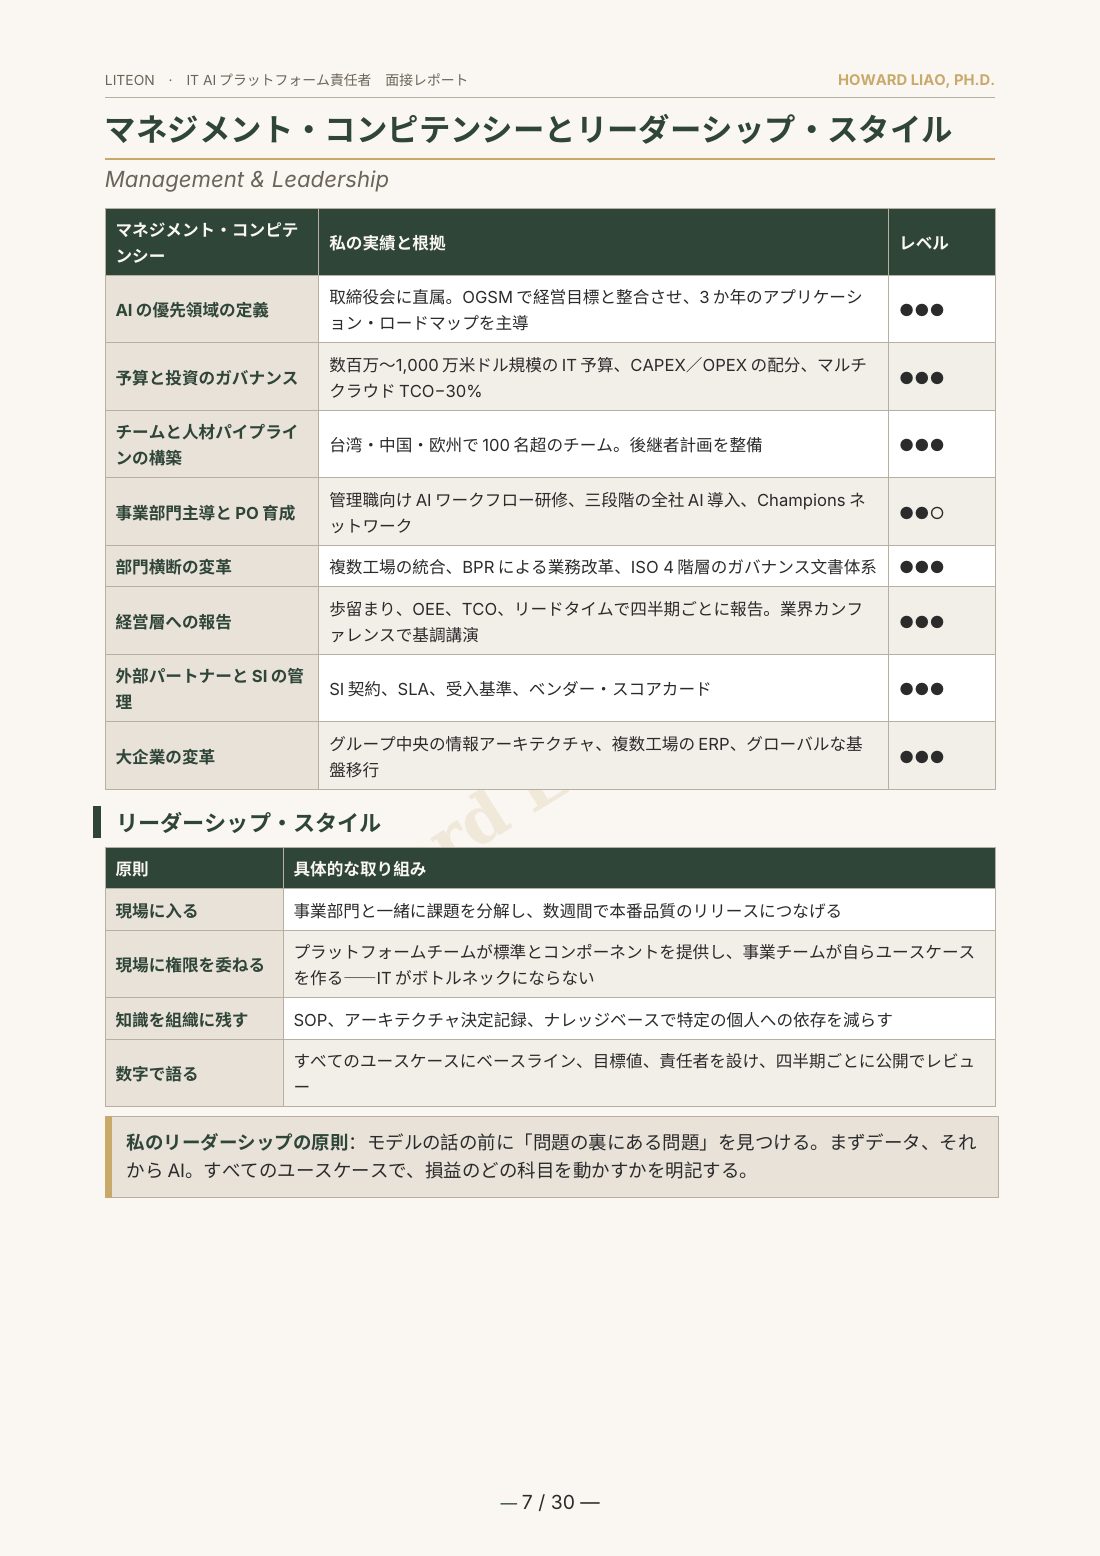 LITEON · IT AI プラットフォーム責任者 面接レポート
HOWARD LIAO, PH.D.
マネジメント・コンピテンシーとリーダーシップ・スタイル
Management & Leadership
マネジメント・コンピテ
ンシー
私の実績と根拠
レベル
AI の優先領域の定義
取締役会に直属。OGSM で経営目標と整合させ、3 か年のアプリケーシ
ョン・ロードマップを主導
●●●
予算と投資のガバナンス
数百万〜1,000 万米ドル規模の IT 予算、CAPEX／OPEX の配分、マルチ
クラウド TCO−30%
●●●
チームと人材パイプライ
ンの構築
台湾・中国・欧州で 100 名超のチーム。後継者計画を整備
●●●
事業部門主導と PO 育成
管理職向け AI ワークフロー研修、三段階の全社 AI 導入、Champions ネ
ットワーク
●●○
部門横断の変革
複数工場の統合、BPR による業務改革、ISO 4 階層のガバナンス文書体系
●●●
経営層への報告
歩留まり、OEE、TCO、リードタイムで四半期ごとに報告。業界カンフ
ァレンスで基調講演
●●●
外部パートナーと SI の管
理
SI 契約、SLA、受入基準、ベンダー・スコアカード
●●●
大企業の変革
グループ中央の情報アーキテクチャ、複数工場の ERP、グローバルな基
盤移行
●●●
リーダーシップ・スタイル
原則
具体的な取り組み
現場に入る
事業部門と一緒に課題を分解し、数週間で本番品質のリリースにつなげる
現場に権限を委ねる
プラットフォームチームが標準とコンポーネントを提供し、事業チームが自らユースケース
を作る——IT がボトルネックにならない
知識を組織に残す
SOP、アーキテクチャ決定記録、ナレッジベースで特定の個人への依存を減らす
数字で語る
すべてのユースケースにベースライン、目標値、責任者を設け、四半期ごとに公開でレビュ
ー
私のリーダーシップの原則：モデルの話の前に「問題の裏にある問題」を見つける。まずデータ、それ
から AI。すべてのユースケースで、損益のどの科目を動かすかを明記する。
— 7 / 30 —